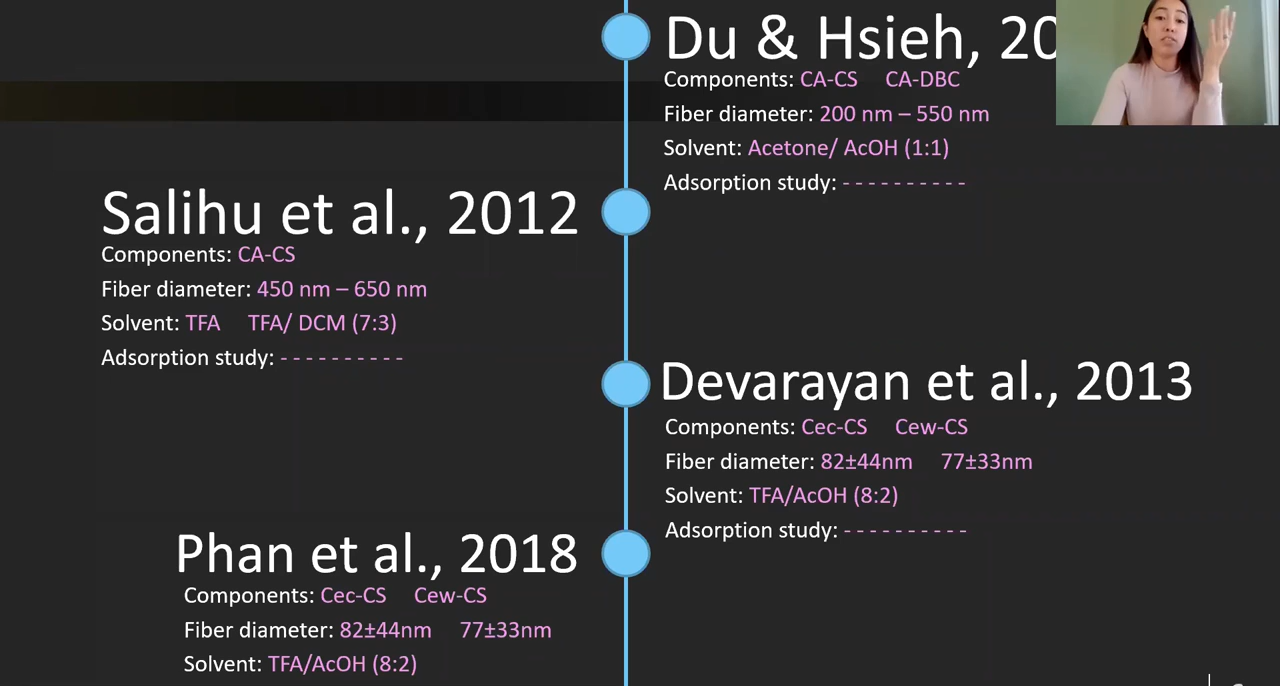 Du & Hsieh, 20
Components: CA-CS CA-DBC
Fiber diameter: 200 nm – 550 nm
Solvent: Acetone/ AcOH (1:1)
Adsorption study: - - - - - - - - - -
Salihu et al., 2012
Components: CA-CS
Fiber diameter: 450 nm – 650 nm
Solvent: TFA TFA/ DCM (7:3)
Adsorption study: - - - - - - - - - -
Devarayan et al., 2013
Components: Cec-CS Cew-CS
Fiber diameter: 82±44nm 77±33nm
Solvent: TFA/AcOH (8:2)
Adsorption study: - - - - - - - - - -
Phan et al., 2018
Components: Cec-CS Cew-CS
Fiber diameter: 82±44nm 77±33nm
Solvent: TFA/AcOH (8:2)